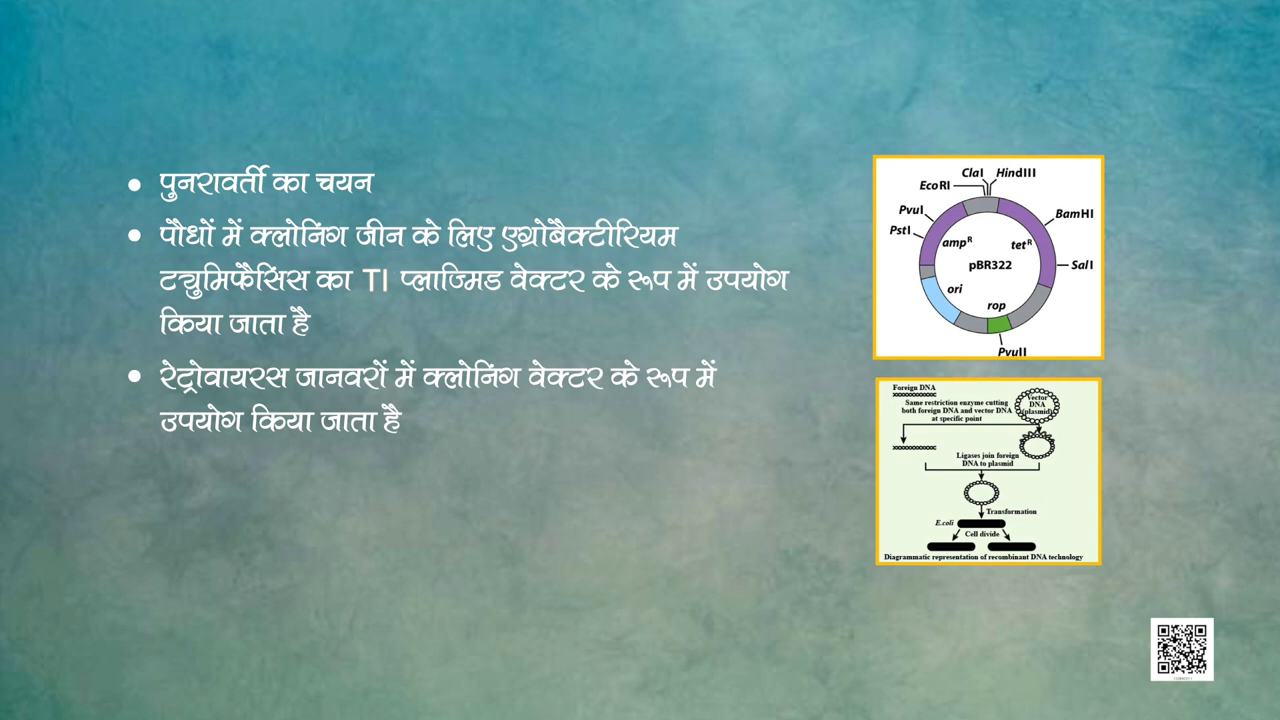 पुनरावर्ती का चयन
पौधों में क्लोनिंग जीन के लिए एग्रोबैक्टीरियम
ट्युमिफैसिंस का TI प्लाज्मिड वेक्टर के रूप में उपयोग
किया जाता है
रेट्रोवायरस जानवरों में क्लोनिंग वेक्टर के रूप में
उपयोग किया जाता है
ClaI HindIII
EcoRI
PvuI
BamHI
PstI
ampR
tetR
pBR322
SalI
ori
rop
PvuII
Foreign DNA
Vector
DNA
(plasmid)
Same restriction enzyme cutting
both foreign DNA and vector DNA
at specific point
Ligases join foreign
DNA to plasmid
Transformation
E.coli
Cell divide
Diagrammatic representation of recombinant DNA technology